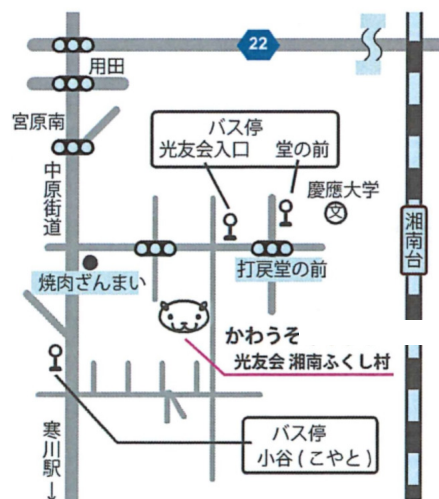 22
用田
宮原南
中原街道
バス停
光友会入口 堂の前
慶應大学
文
湘南台
焼肉ざんまい
打戻堂の前
かわうそ
光友会 湘南ふくし村
バス停
小谷(こやと)
寒川駅
↓